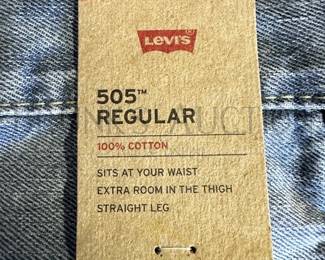 Levi's®
505™
REGULAR
100% COTTON
SITS AT YOUR WAIST
EXTRA ROOM IN THE THIGH
STRAIGHT LEG